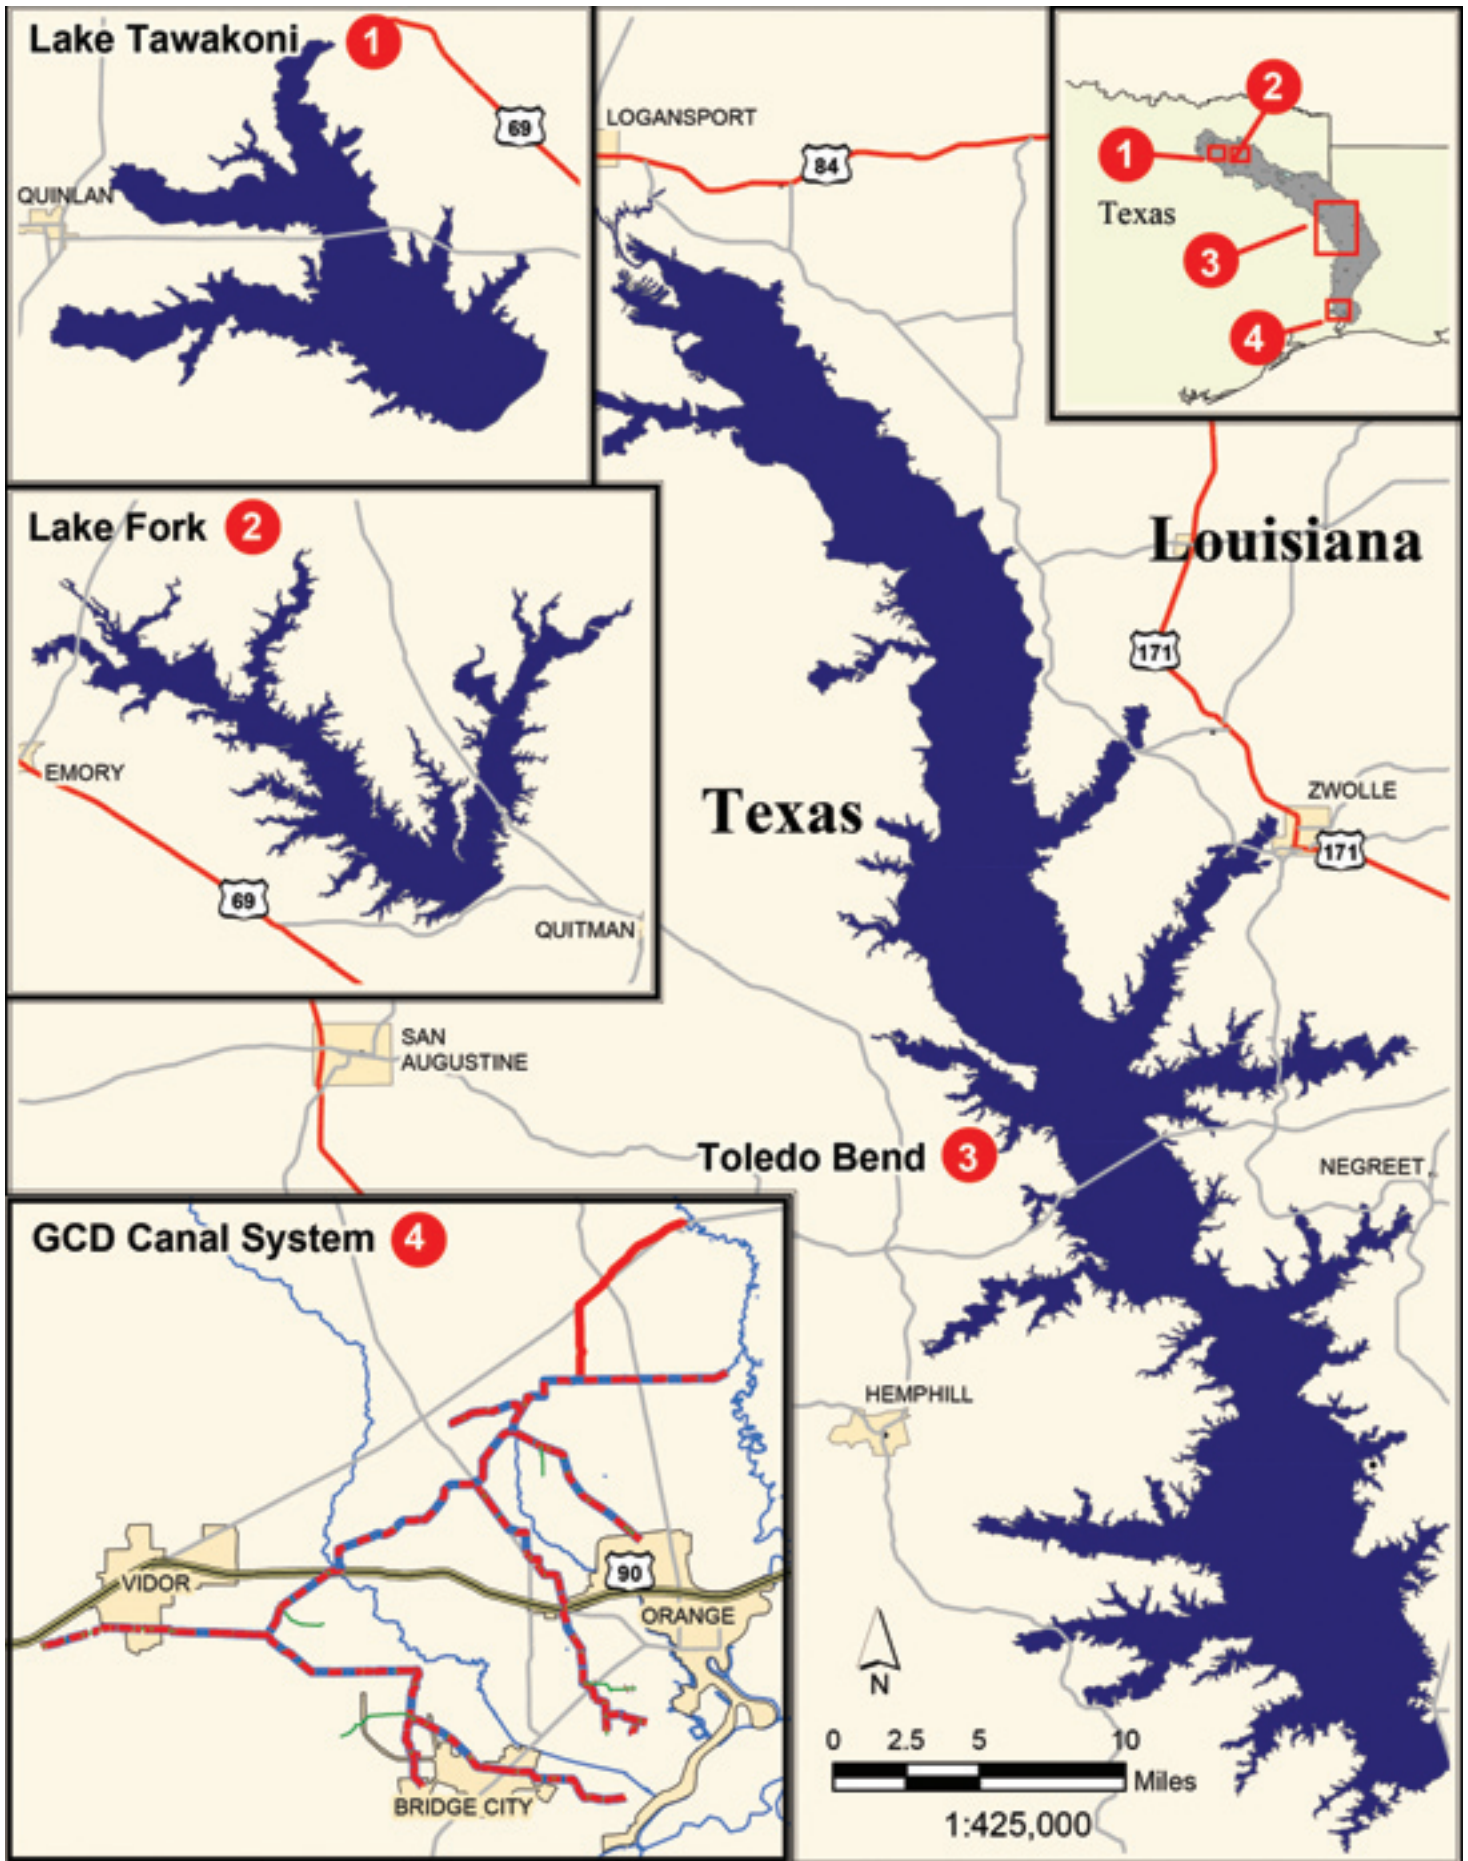 Lake Tawakoni 1
69
QUINLAN
LOGANSPORT
84
2
1
Texas
3
4
Lake Fork 2
EMORY
69
QUITMAN
Louisiana
171
Texas
ZWOLLE
171
SAN
AUGUSTINE
Toledo Bend 3
NEGREET
GCD Canal System 4
HEMPHILL
VIDOR
90
ORANGE
BRIDGE CITY
N
0 2.5 5 10
Miles
1:425,000